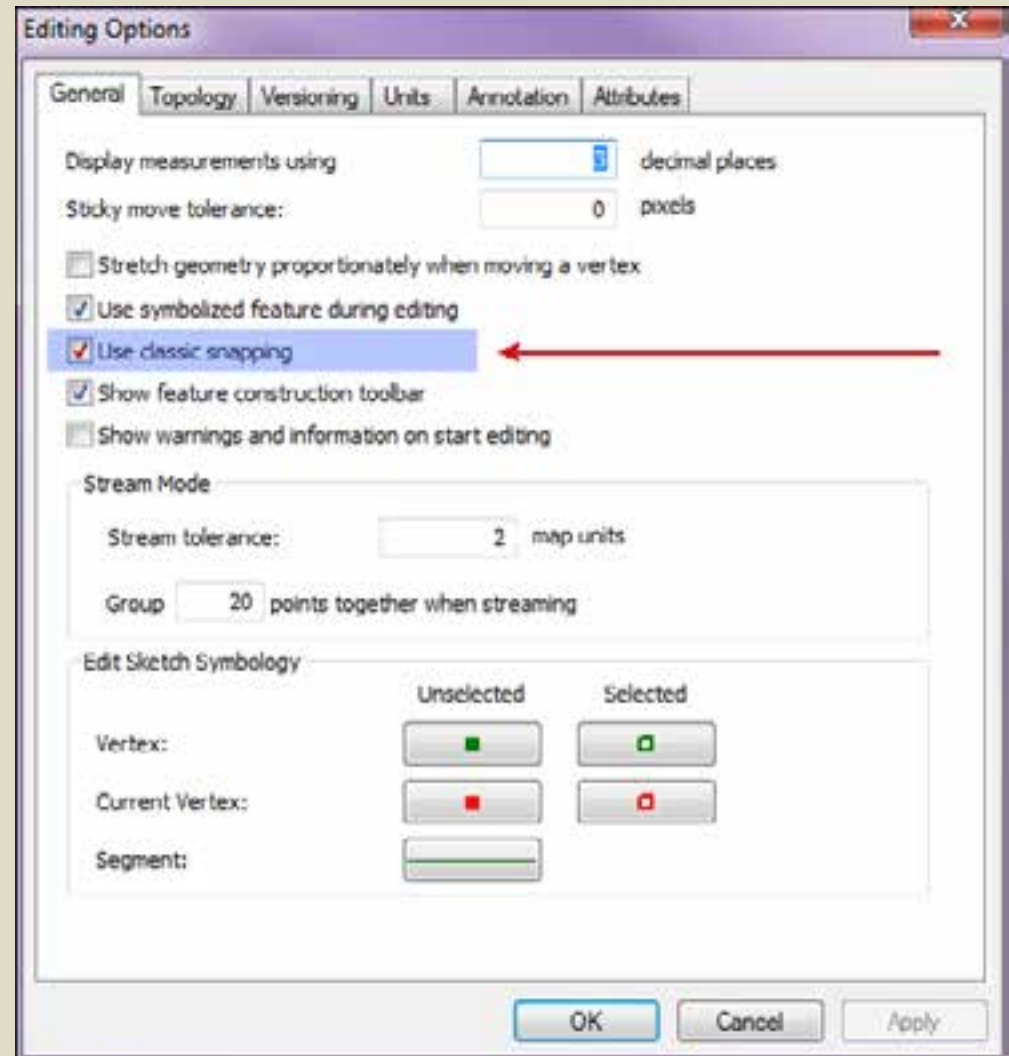 Editing Options
General Topology Versioning Units Annotation Attributes
Display measurements using 3 decimal places
Sticky move tolerance: 0 pixels
Stretch geometry proportionately when moving a vertex
Use symbolized feature during editing
Use classic snapping
Show feature construction toolbar
Show warnings and information on start editing
Stream Mode
Stream tolerance: 2 map units
Group 20 points together when streaming
Edit Sketch Symbology
Unselected Selected
Vertex:
Current Vertex:
Segment:
OK Cancel Apply